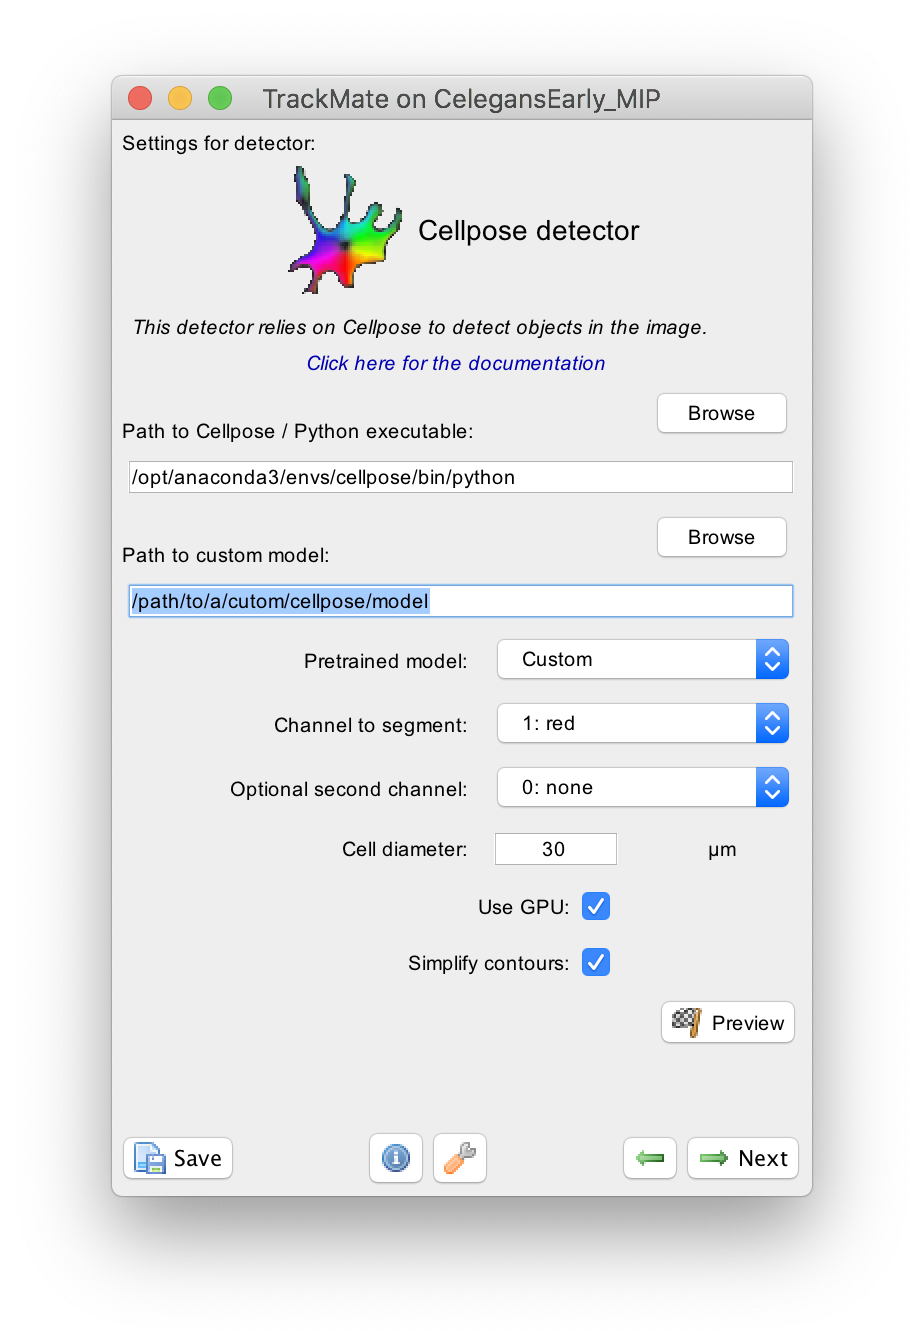 TrackMate on CelegansEarly_MIP
Settings for detector:
Cellpose detector
This detector relies on Cellpose to detect objects in the image.
Click here for the documentation
Browse
Path to Cellpose / Python executable:
/opt/anaconda3/envs/cellpose/bin/python
Browse
Path to custom model:
/path/to/a/cutom/cellpose/model
Pretrained model: Custom
Channel to segment: 1: red
Optional second channel: 0: none
Cell diameter: 30 µm
Use GPU:
Simplify contours:
Preview
Save Next